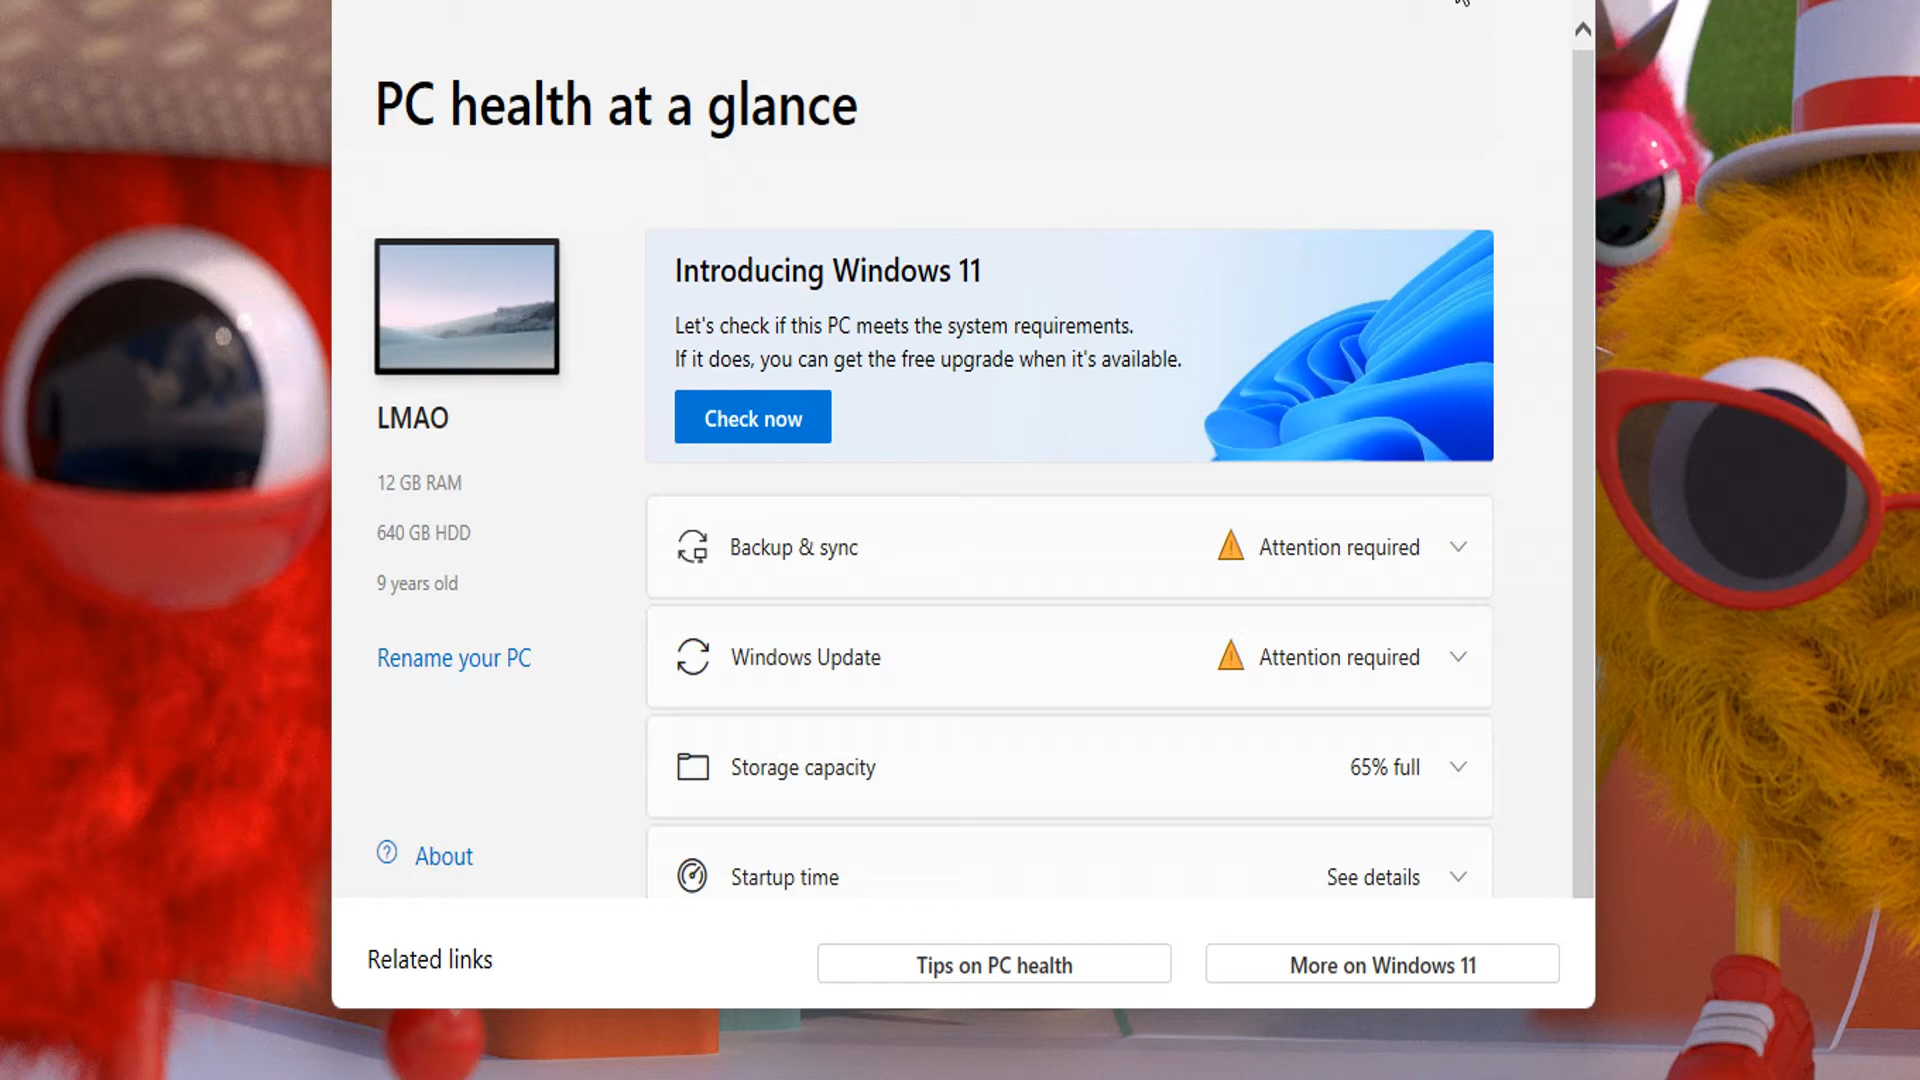 PC health at a glance
LMAO
12 GB RAM
640 GB HDD
9 years old
Rename your PC
About
Introducing Windows 11
Let's check if this PC meets the system requirements.
If it does, you can get the free upgrade when it's available.
Check now
Backup & sync Attention required
Windows Update Attention required
Storage capacity 65% full
Startup time See details
Related links
Tips on PC health
More on Windows 11